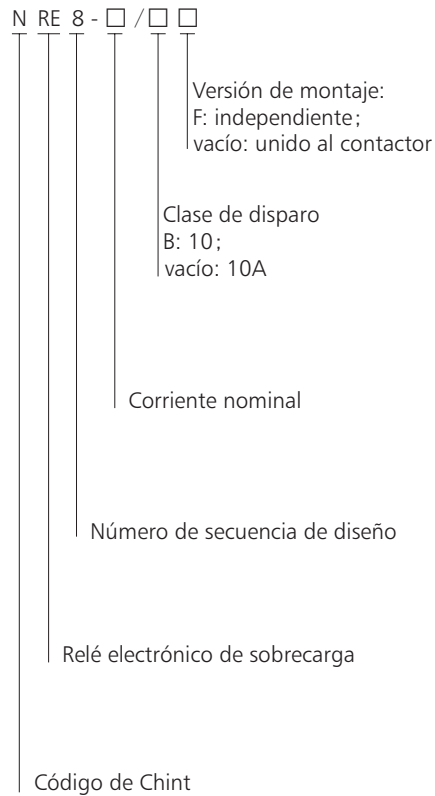 N RE 8 - □ / □ □
Versión de montaje:
F: independiente;
vacío: unido al contactor
Clase de disparo
B: 10;
vacío: 10A
Corriente nominal
Número de secuencia de diseño
Relé electrónico de sobrecarga
Código de Chint